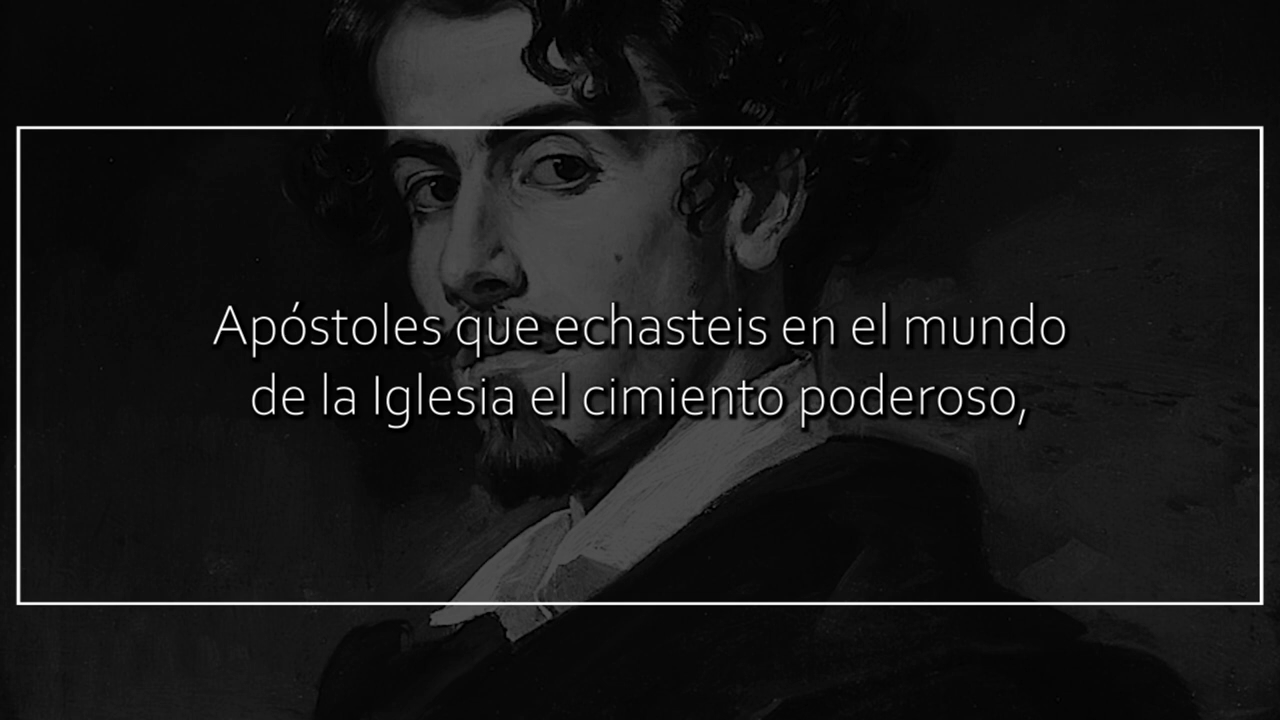 Apóstoles que echasteis en el mundo
de la Iglesia el cimiento poderoso,